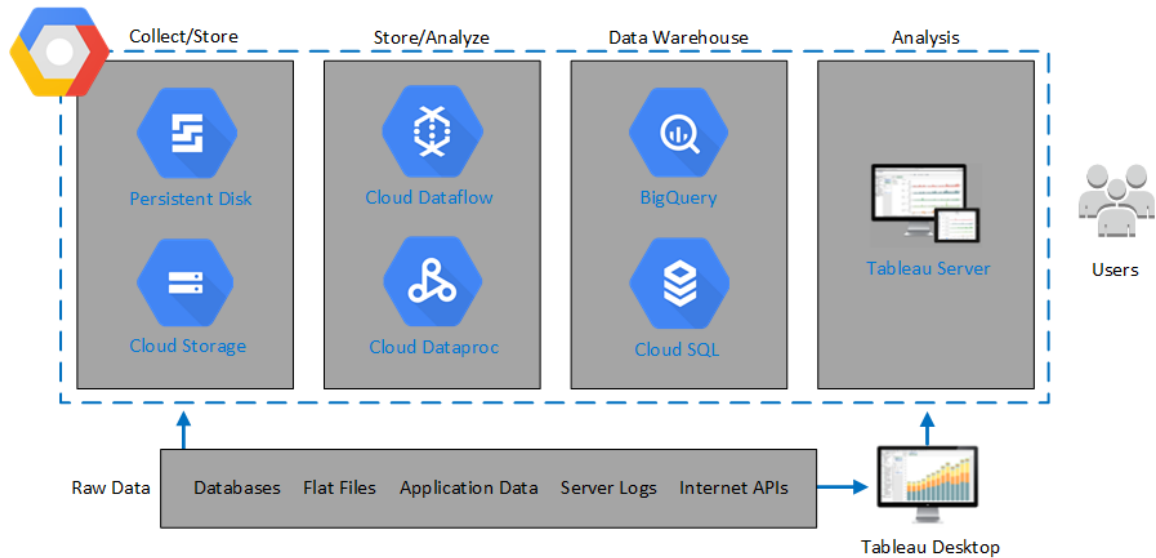 Collect/Store
Store/Analyze
Data Warehouse
Analysis
Persistent Disk
Cloud Dataflow
BigQuery
Tableau Server
Users
Cloud Storage
Cloud Dataproc
Cloud SQL
Raw Data
Databases
Flat Files
Application Data
Server Logs
Internet APIs
Tableau Desktop